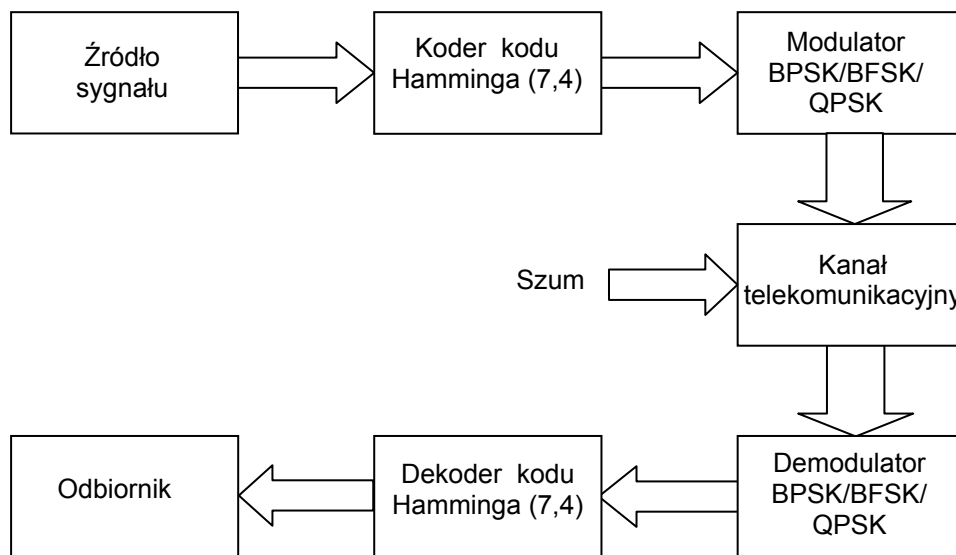 Źródło
sygnału
Koder kodu
Hamminga (7,4)
Modulator
BPSK/BFSK/
QPSK
Szum
Kanał
telekomunikacyjny
Odbiornik
Dekoder kodu
Hamminga (7,4)
Demodulator
BPSK/BFSK/
QPSK